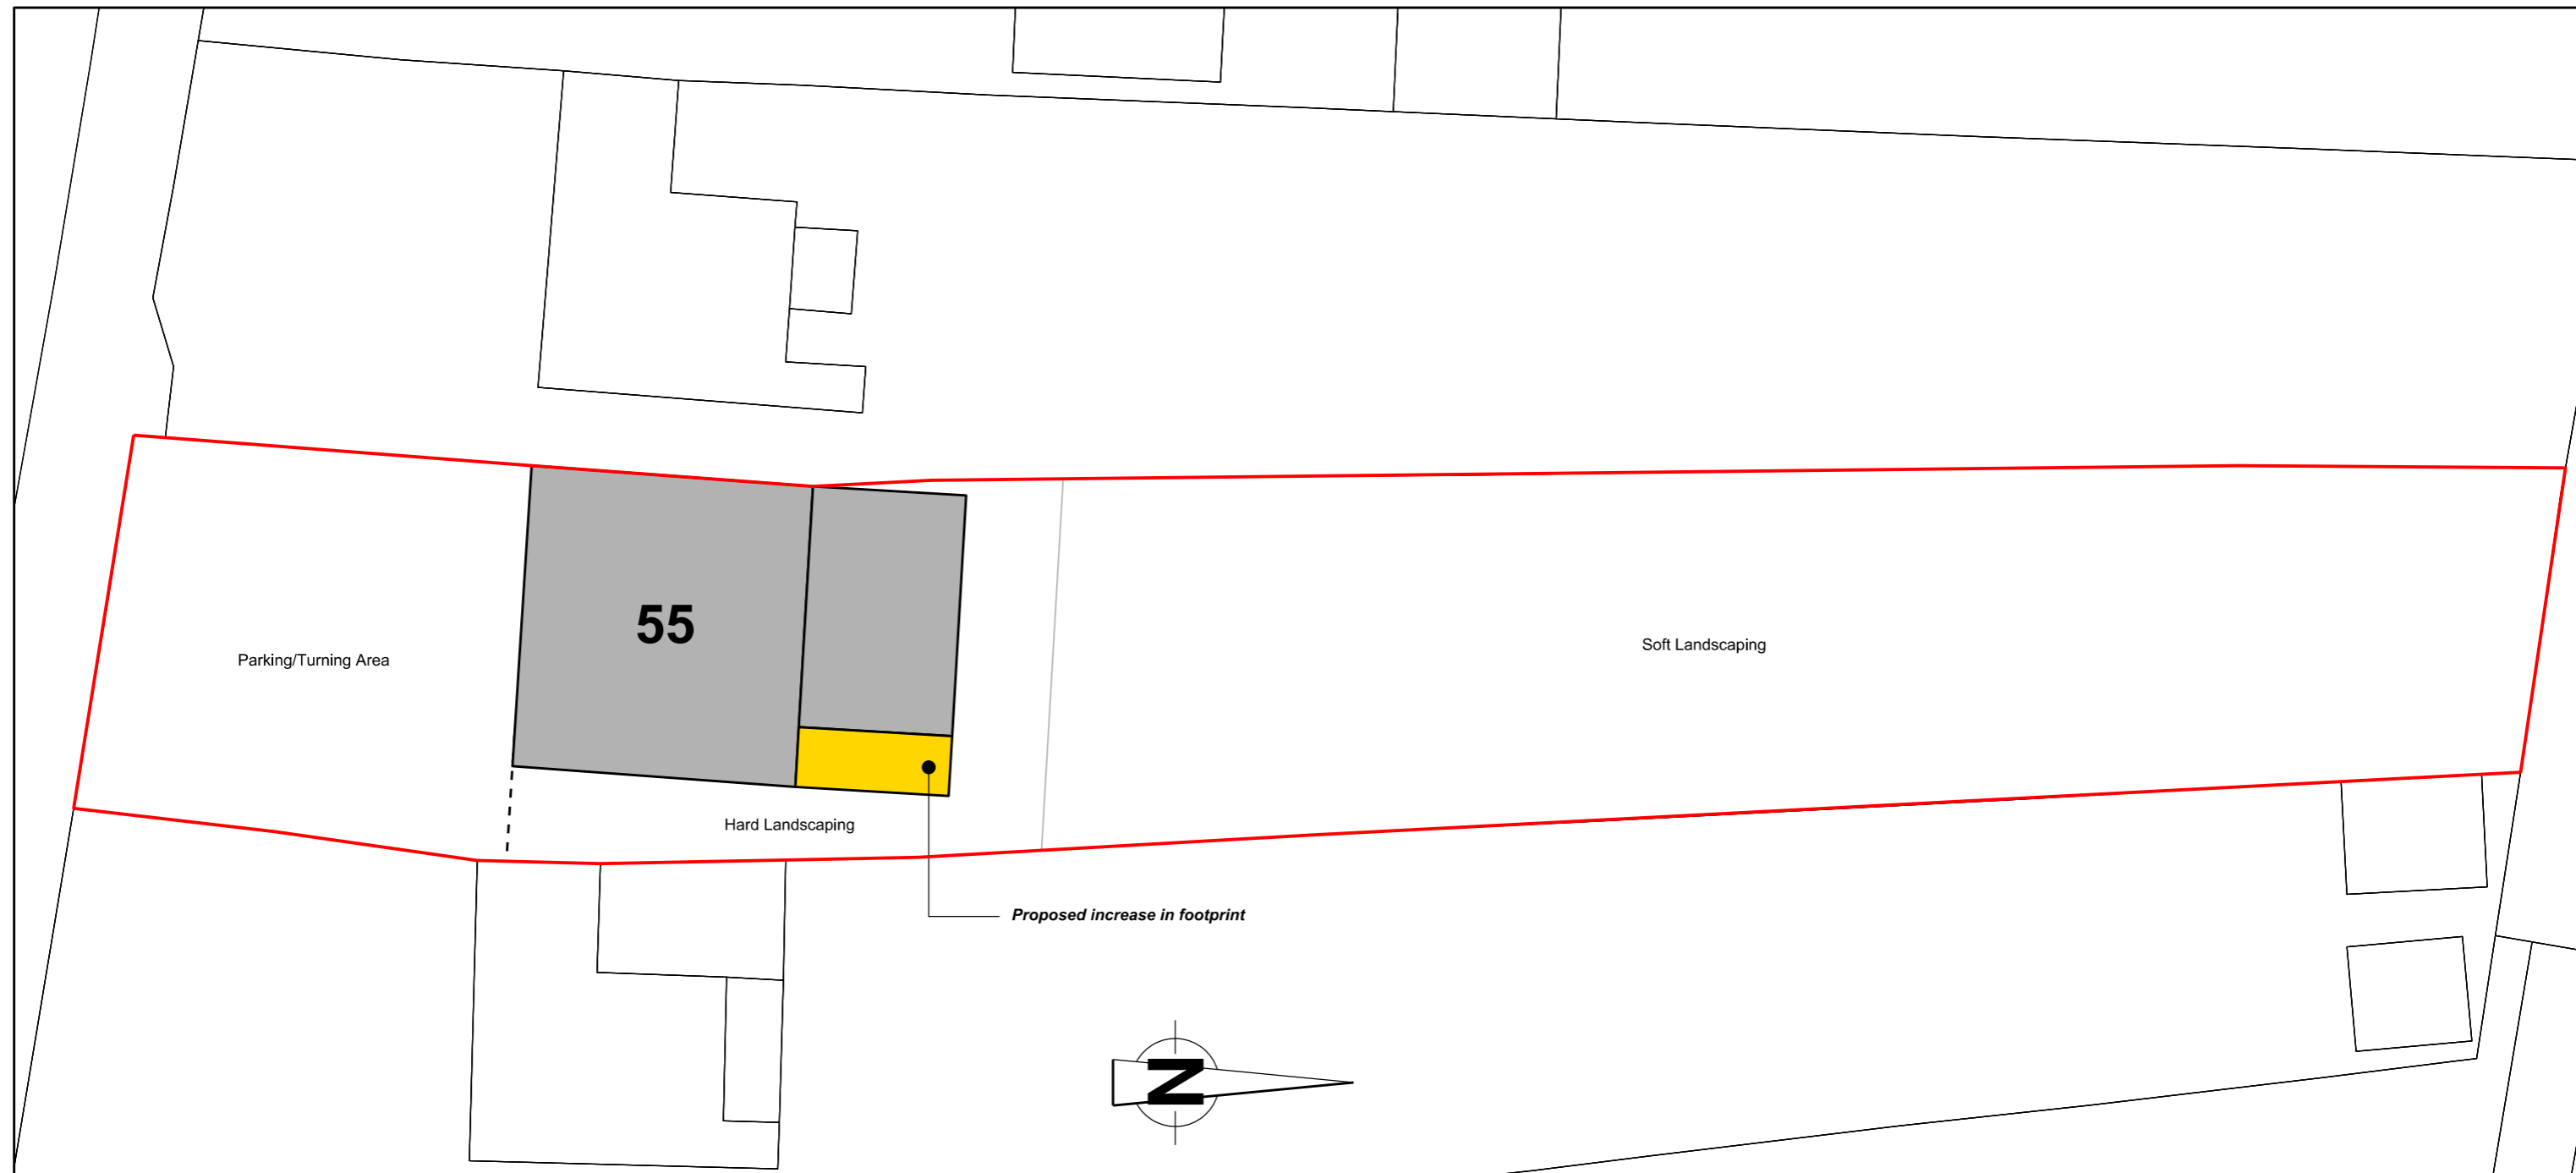 55
Parking/Turning Area
Soft Landscaping
Hard Landscaping
Proposed increase in footprint
N